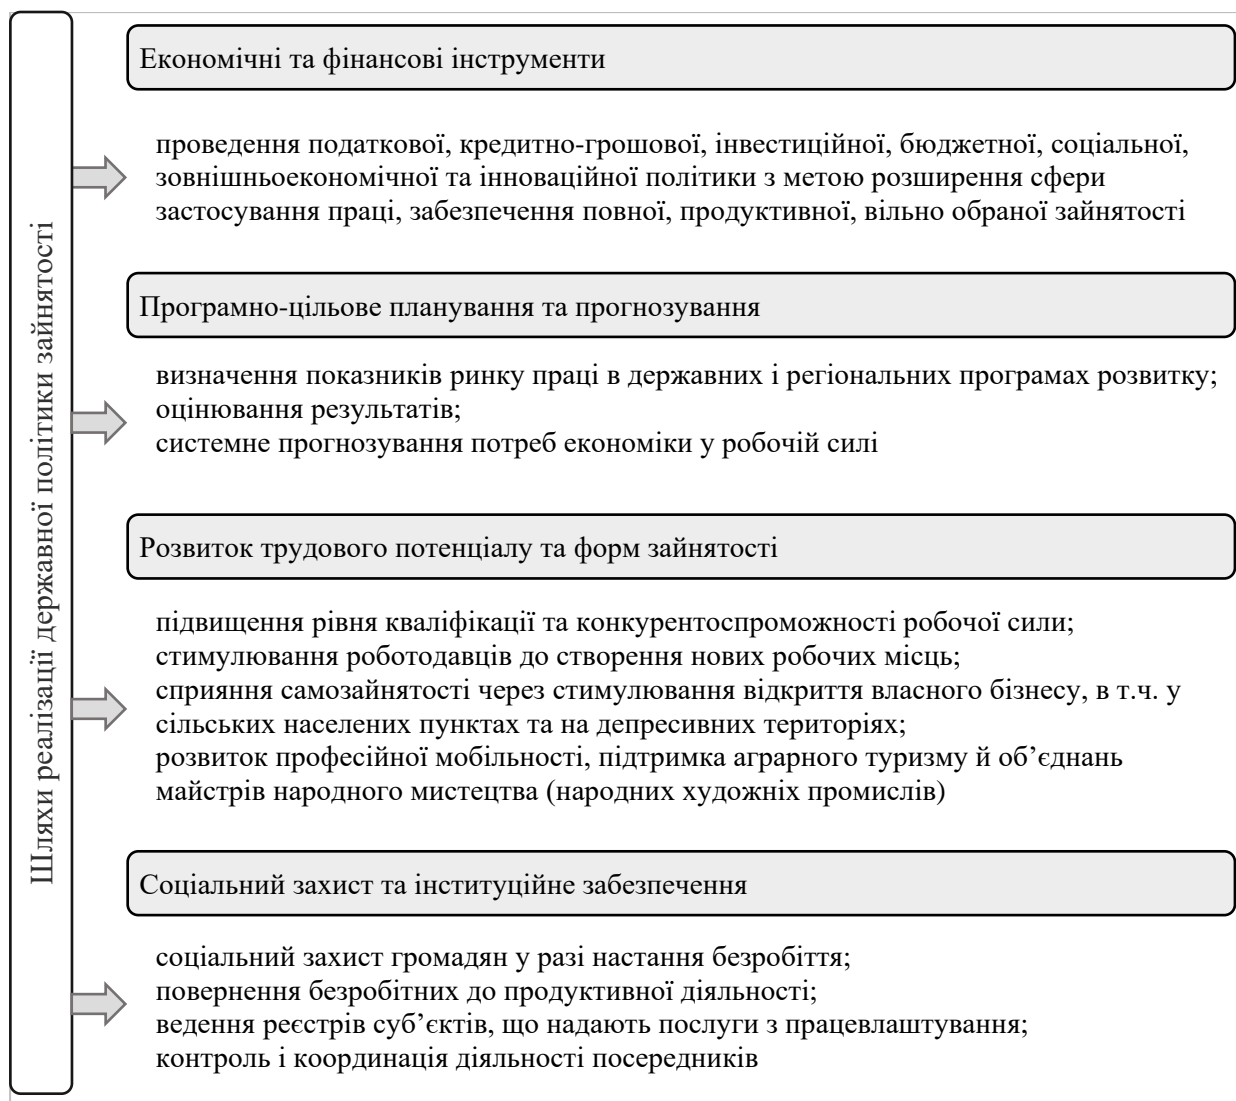 Шляхи реалізації державної політики зайнятості
Економічні та фінансові інструменти
проведення податкової, кредитно-грошової, інвестиційної, бюджетної, соціальної,
зовнішньоекономічної та інноваційної політики з метою розширення сфери
застосування праці, забезпечення повної, продуктивної, вільно обраної зайнятості
Програмно-цільове планування та прогнозування
визначення показників ринку праці в державних і регіональних програмах розвитку;
оцінювання результатів;
системне прогнозування потреб економіки у робочій силі
Розвиток трудового потенціалу та форм зайнятості
підвищення рівня кваліфікації та конкурентоспроможності робочої сили;
стимулювання роботодавців до створення нових робочих місць;
сприяння самозайнятості через стимулювання відкриття власного бізнесу, в т.ч. у
сільських населених пунктах та на депресивних територіях;
розвиток професійної мобільності, підтримка аграрного туризму й об’єднань
майстрів народного мистецтва (народних художніх промислів)
Соціальний захист та інституційне забезпечення
соціальний захист громадян у разі настання безробіття;
повернення безробітних до продуктивної діяльності;
ведення реєстрів суб’єктів, що надають послуги з працевлаштування;
контроль і координація діяльності посередників